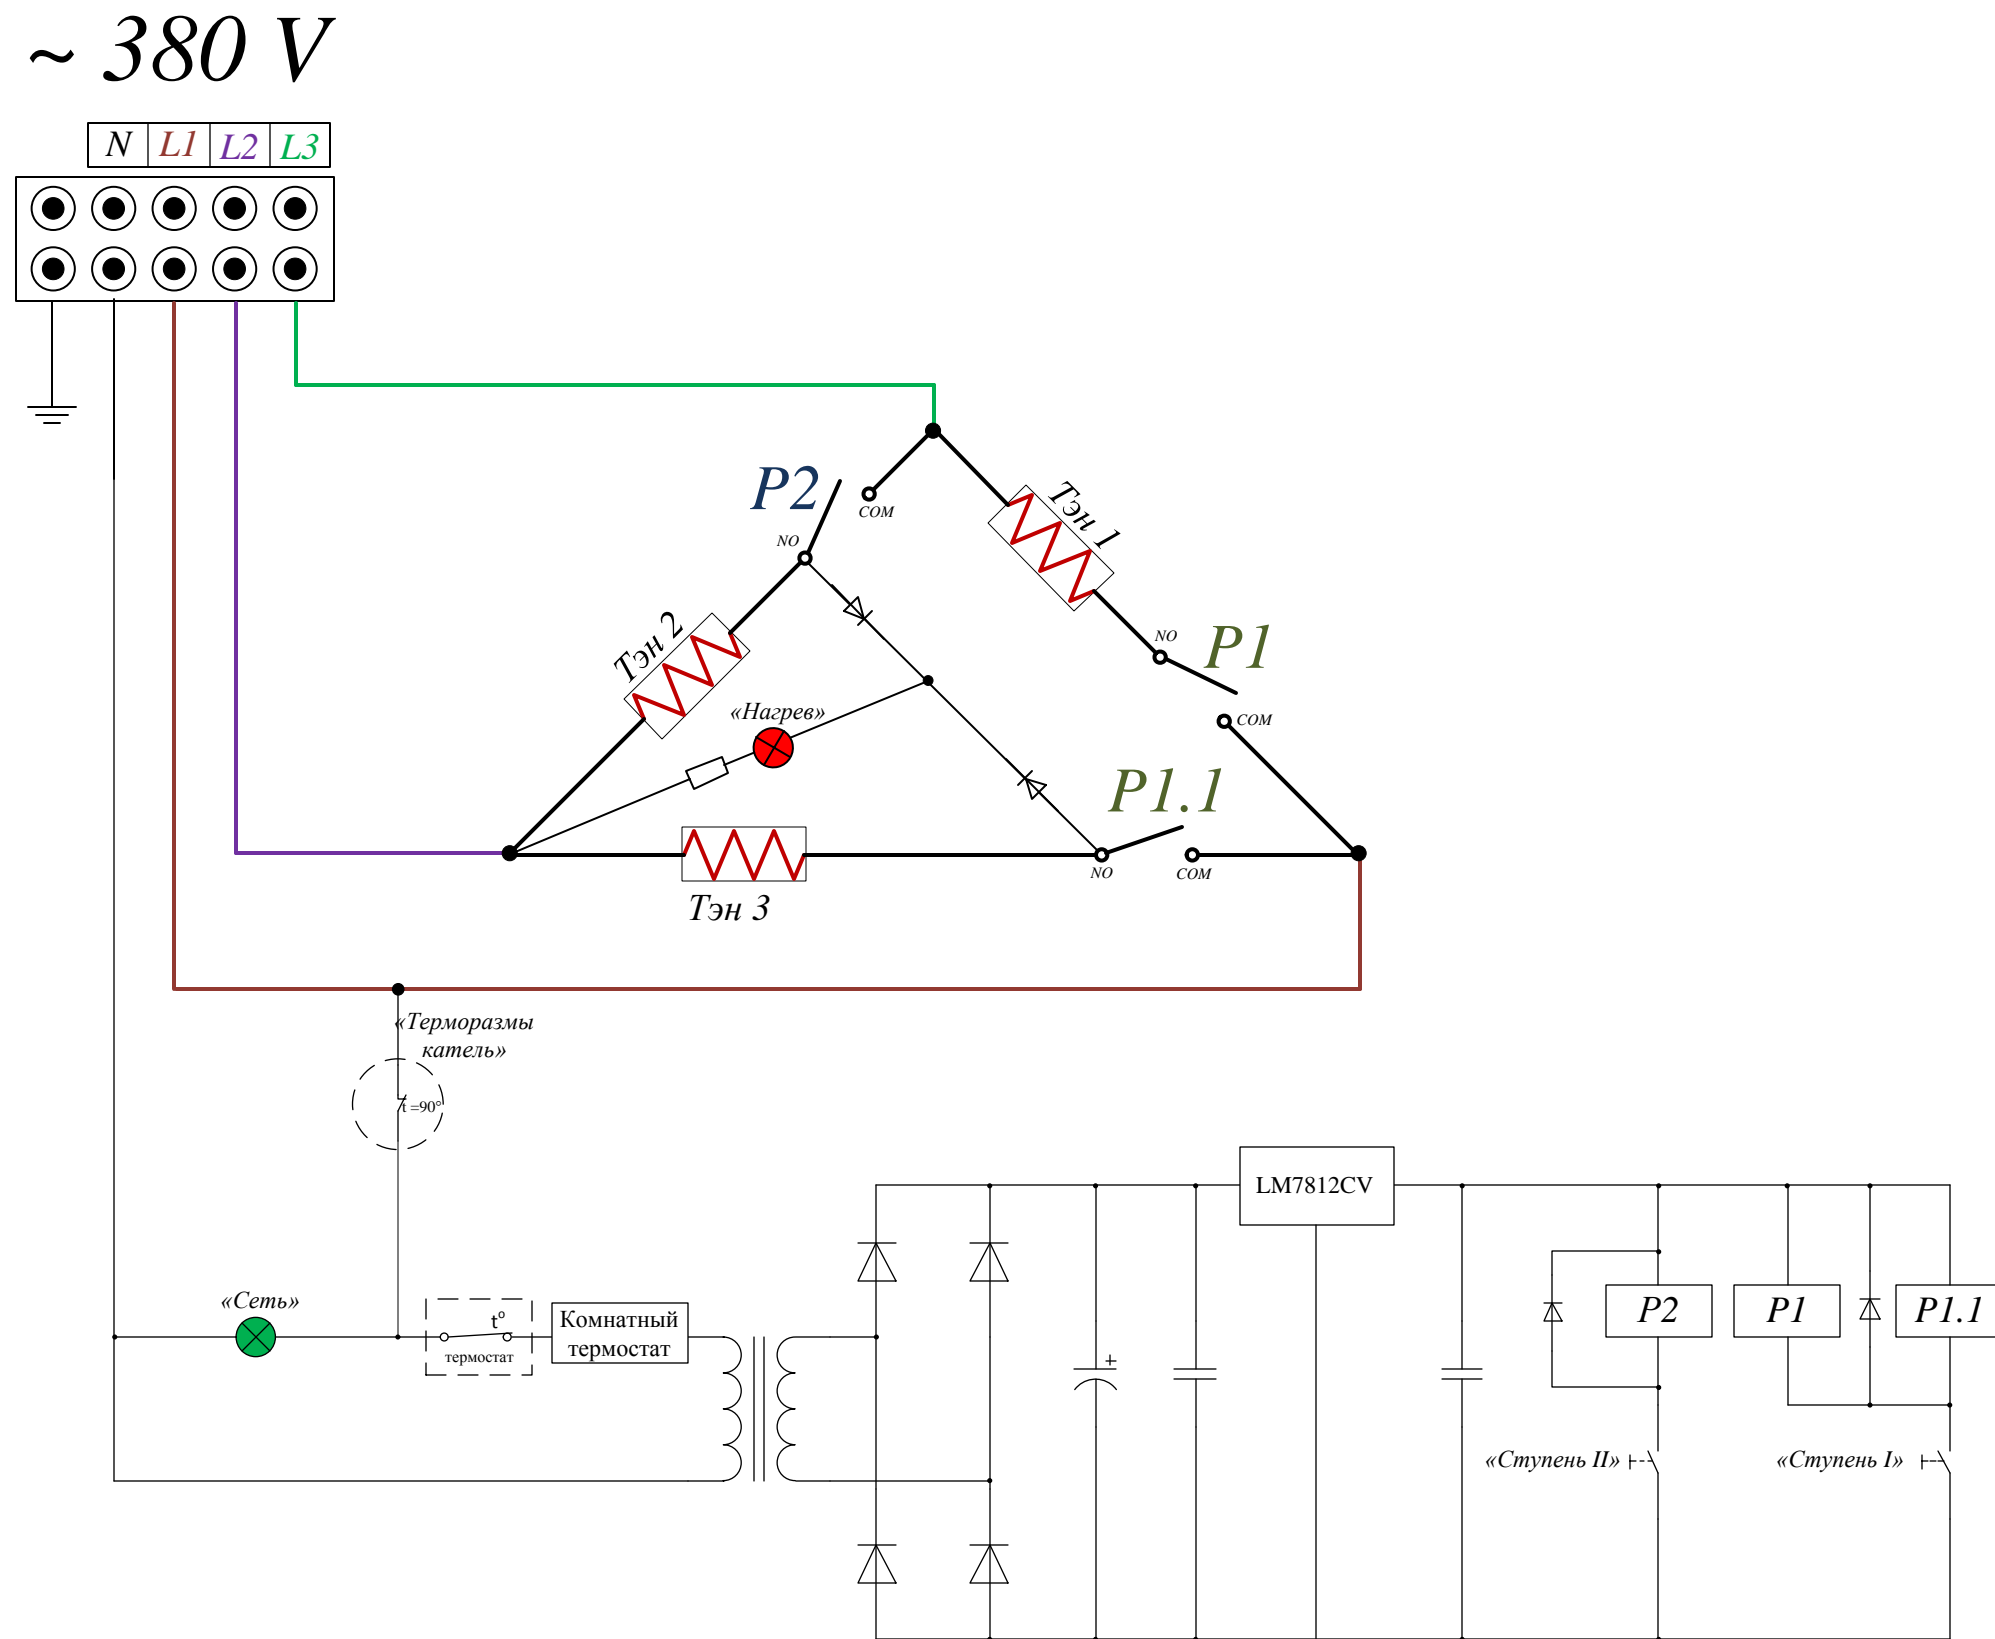 ~ 380 V
N L1 L2 L3
P2
COM
NO
Тэн 1
NO
P1
COM
Тэн 2
«Нагрев»
P1.1
NO
COM
Тэн 3
«Терморазмы
катель»
t =90°
LM7812CV
«Сеть»
t°
термостат
Комнатный
термостат
+
P2
P1
P1.1
«Ступень II»
«Ступень I»